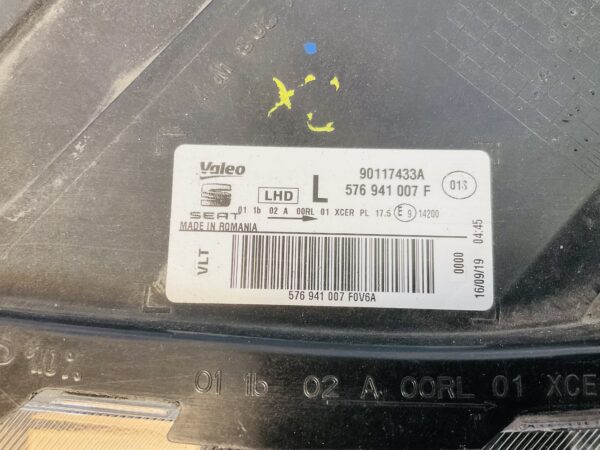 Valeo
90117433A
SEAT
LHD
L
576 941 007 F
01S
01 1b 02 A 00RL 01 XCER PL 17.5 E 9 14200
MADE IN ROMANIA
VLT
0000
16/09/19 04:45
576 941 007 F0V6A
10%
01 1b 02 A 00RL 01 XCE